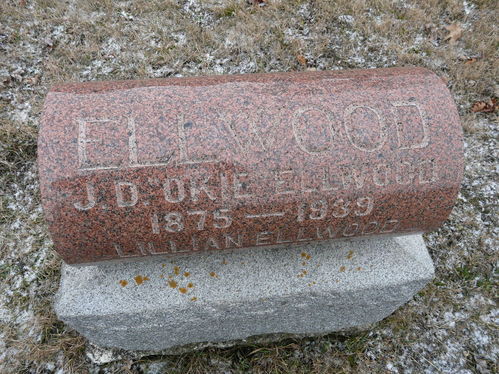 ELLWOOD
J.D. OKIE ELLWOOD
1875 — 1939
LILLIAN ELLWOOD